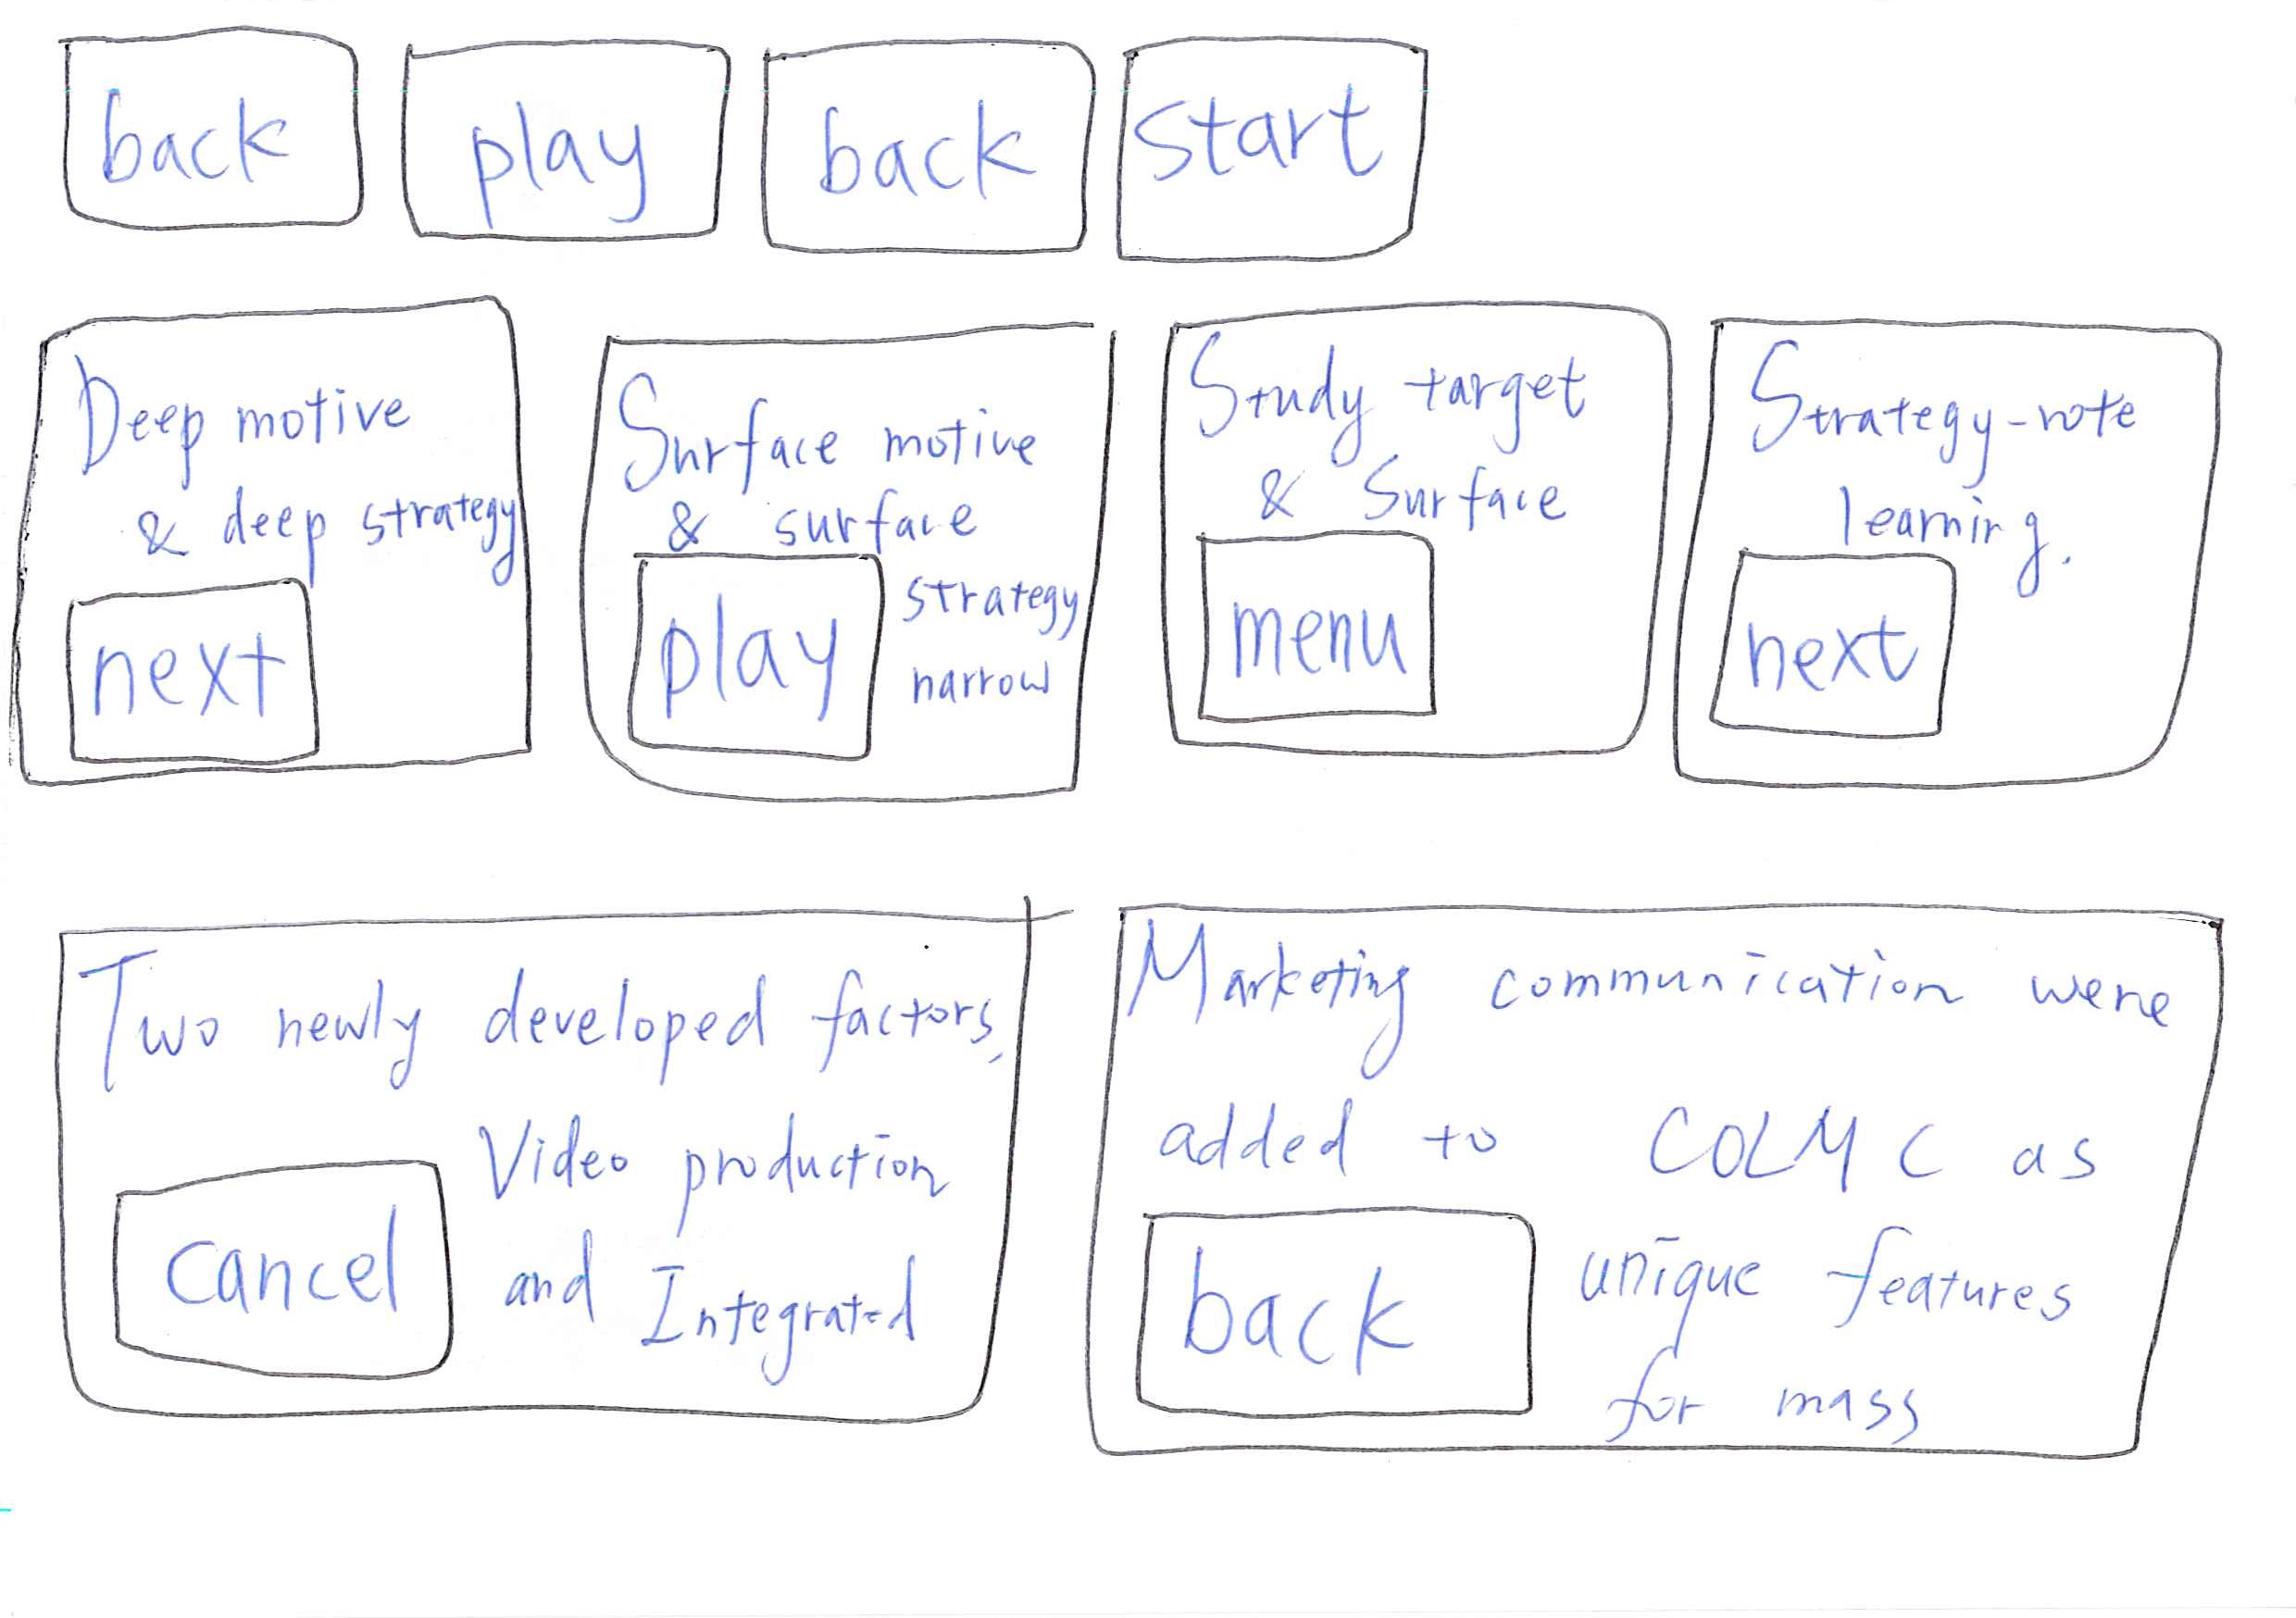 back play back start
Deep motive
& deep strategy
next
Surface motive
& surface
strategy
narrow
play
Study target
& Surface
menu
Strategy-rote
learning.
next
Two newly developed factors,
Video production
and Integrated
cancel
Marketing communication were
added to COLMC as
unique features
for mass
back